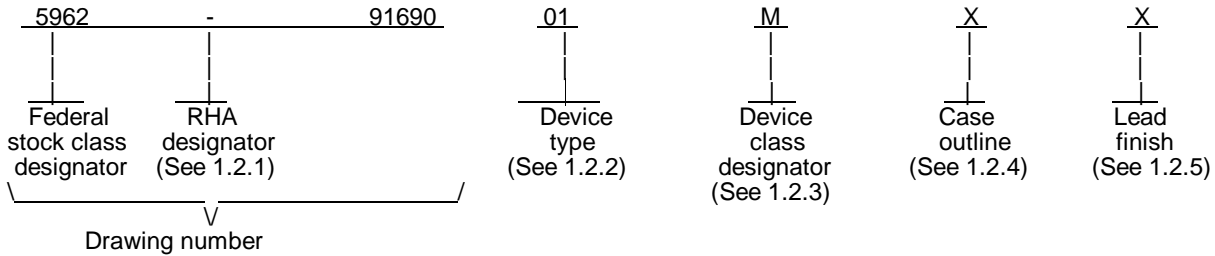 5962 - 91690 01 M X X
Federal RHA Device Device Case Lead
stock class designator type class outline finish
designator (See 1.2.1) (See 1.2.2) designator (See 1.2.4) (See 1.2.5)
(See 1.2.3)
Drawing number